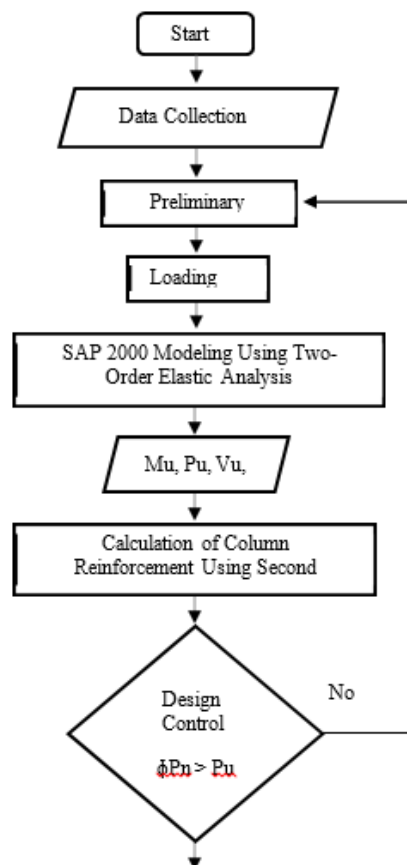 Start
Data Collection
Preliminary
Loading
SAP 2000 Modeling Using Two-
Order Elastic Analysis
Mu, Pu, Vu,
Calculation of Column
Reinforcement Using Second
No
Design
Control
ϕPn > Pu